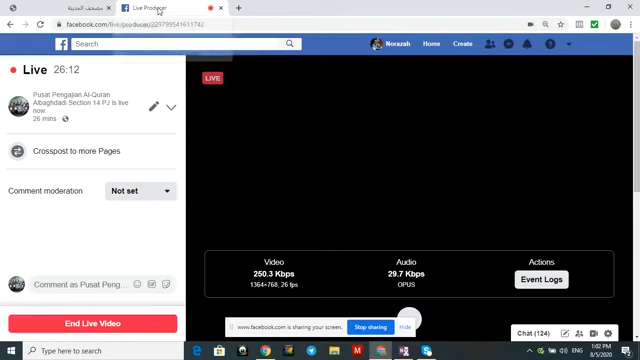 مصحف المدينة
Live Producer
facebook.com/live/producer/229799541611742
Search
Norazah
Home
Create
Live
26:12
LIVE
Pusat Pengajian Al-Quran
Albaghdadi Section 14 PJ is live
now
26 mins
Crosspost to more Pages
Comment moderation
Not set
Comment as Pusat Peng...
End Live Video
Video
250.3 Kbps
1364×768, 26 fps
Audio
29.7 Kbps
OPUS
Actions
Event Logs
www.facebook.com is sharing your screen.
Stop sharing
Hide
Chat (124)
Type here to search
1:02 PM
8/5/2020